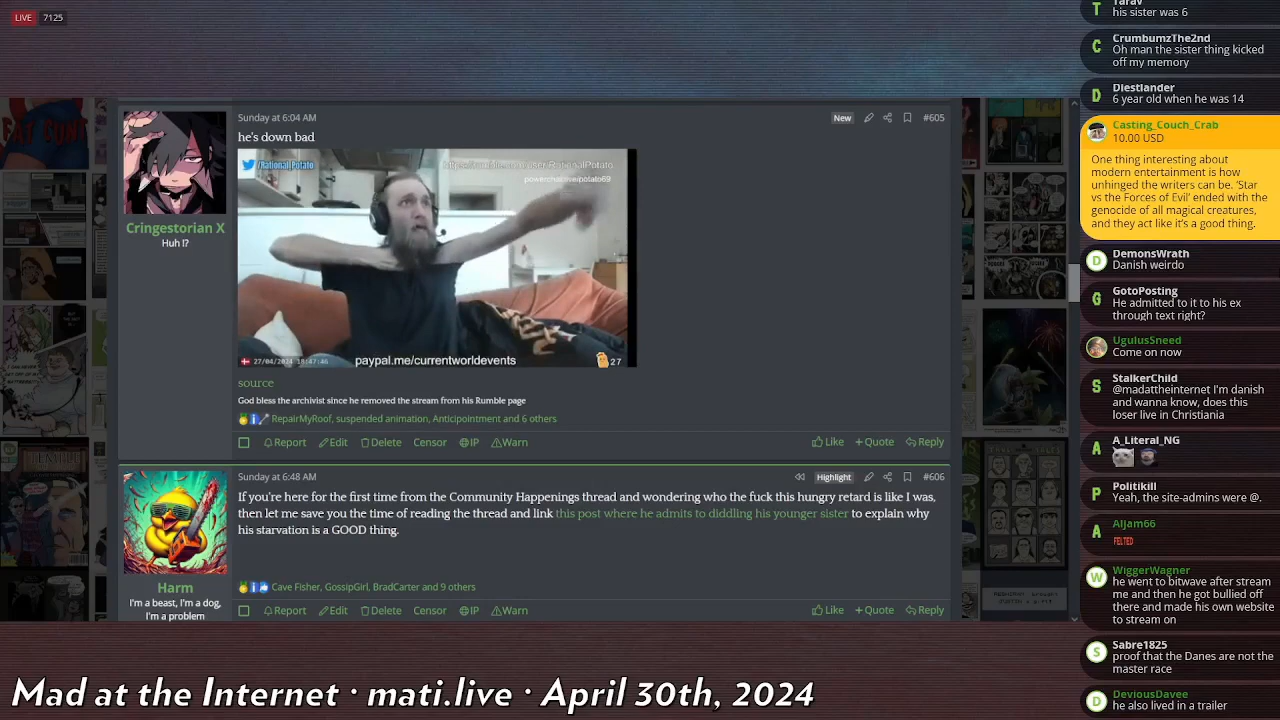 LIVE 7125
Sunday at 6:04 AM
New
#605
he's down bad
/RationalPotato
powerchat.live/potato69
27/04/2024 18:47:46
paypal.me/currentworldevents
27
Cringestorian X
Huh !?
source
God bless the archivist since he removed the stream from his Rumble page
RepairMyRoof, suspended animation, Anticipointment and 6 others
Report Edit Delete Censor IP Warn
Like +Quote Reply
Sunday at 6:48 AM
Highlight
#606
If you're here for the first time from the Community Happenings thread and wondering who the fuck this hungry retard is like I was,
then let me save you the time of reading the thread and link this post where he admits to diddling his younger sister to explain why
his starvation is a GOOD thing.
Harm
I'm a beast, I'm a dog,
I'm a problem
Cave Fisher, GossipGirl, BradCarter and 9 others
Report Edit Delete Censor IP Warn
Like +Quote Reply
Mad at the Internet · mati.live · April 30th, 2024
T
his sister was 6
C
CrumbumzThe2nd
Oh man the sister thing kicked
off my memory
D
Dlestlander
6 year old when he was 14
Casting_Couch_Crab
10.00 USD
One thing interesting about
modern entertainment is how
unhinged the writers can be. 'Star
vs the Forces of Evil' ended with the
genocide of all magical creatures,
and they act like it's a good thing.
D
DemonsWrath
Danish weirdo
G
GotoPosting
He admitted to it to his ex
through text right?
UgulusSneed
Come on now
S
StalkerChild
@madattheinternet I'm danish
and wanna know, does this
loser live in Christiania
A
A_Literal_NG
P
Politikill
Yeah, the site-admins were @.
A
AlJam66
FELTED
W
WiggerWagner
he went to bitwave after stream
me and then he got bullied off
there and made his own website
to stream on
S
Sabre1825
proof that the Danes are not the
master race
D
DeviousDavee
he also lived in a trailer